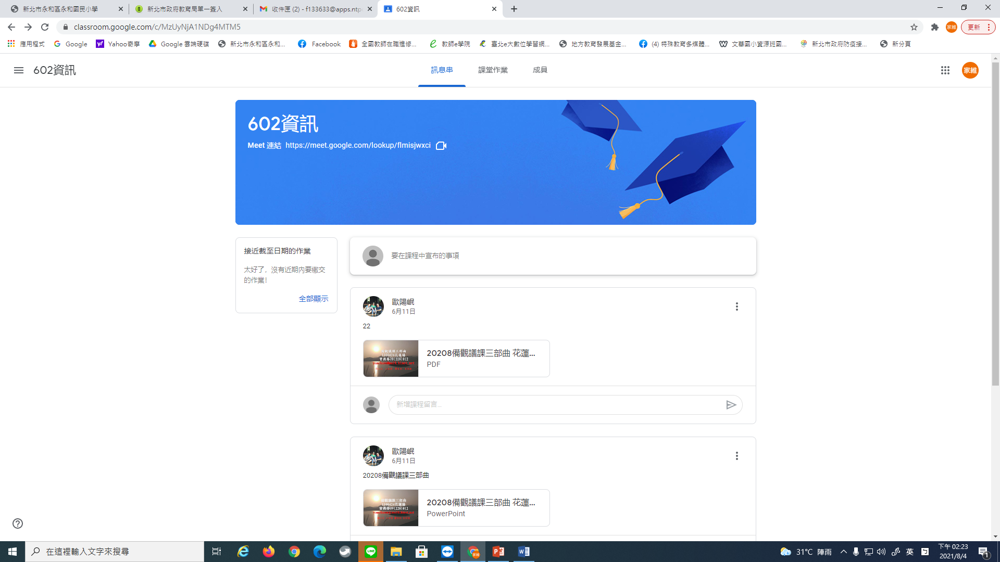 新北市永和區永和國民小學
新北市政府教育局單一簽入
收件匣 (2) - f133633@apps.ntp
602資訊
classroom.google.com/c/MzUyNjA1NDg4MTM5
更新
應用程式
Google
Yahoo奇摩
Google 雲端硬碟
新北市永和區永和...
Facebook
全國教師在職進修...
教師e學院
臺北e大數位學習網...
地方教育發展基金...
(4) 特殊教育多媒體...
文華國小資源班國...
新北市政府防疫接...
新分頁
602資訊
訊息串
課堂作業
成員
家維
602資訊
Meet 連結 https://meet.google.com/lookup/flmisjwxci
接近截至日期的作業
太好了，沒有近期內要繳交
的作業！
全部顯示
要在課程中宣布的事項
歐陽岷
6月11日
22
20208備觀議課三部曲 花蓮...
PDF
新增課程留言...
歐陽岷
6月11日
20208備觀議課三部曲
20208備觀議課三部曲 花蓮...
PowerPoint
在這裡輸入文字來搜尋
31°C 陣雨
英
下午 02:23
2021/8/4
1